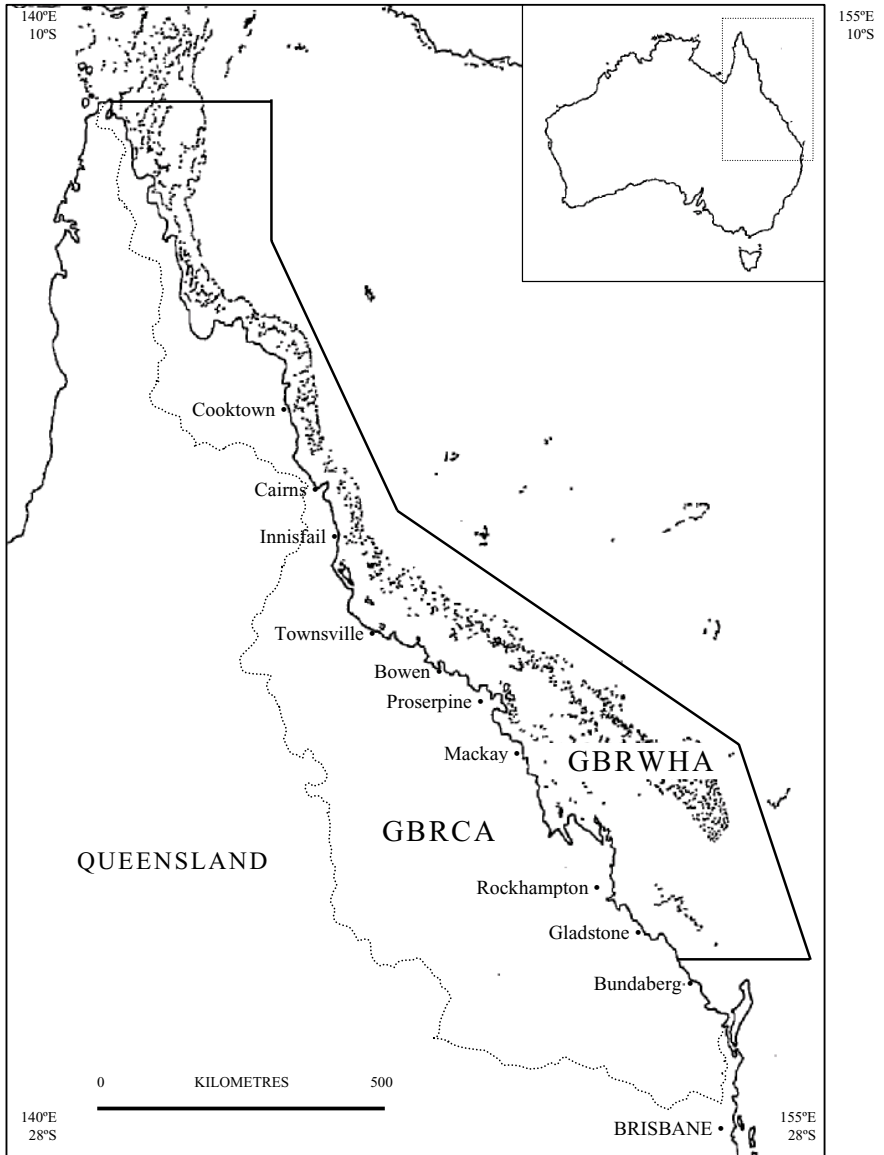 140ºE
10ºS
155ºE
10ºS
Cooktown
Cairns
Innisfail
Townsville
Bowen
Proserpine
Mackay
GBRWHA
GBRCA
QUEENSLAND
Rockhampton
Gladstone
Bundaberg
0 KILOMETRES 500
140ºE
28ºS
BRISBANE
155ºE
28ºS